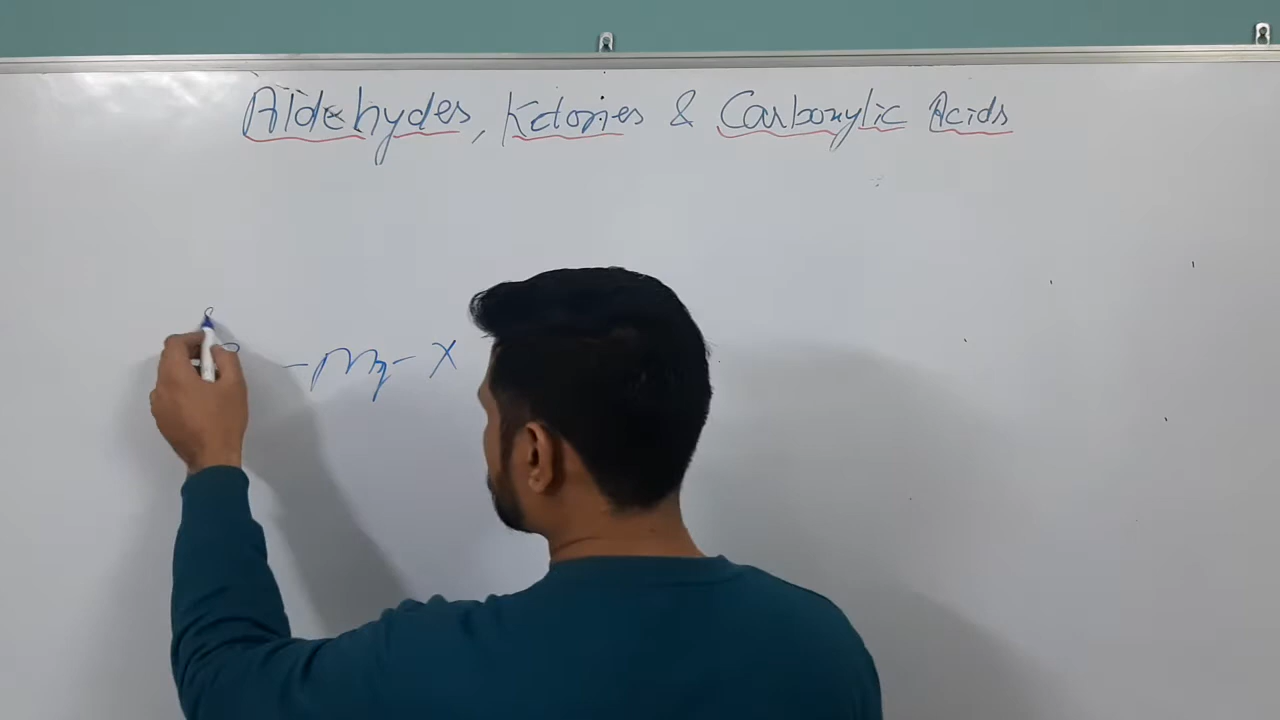 Aldehydes, Ketones & Carboxylic Acids
- Mg - X